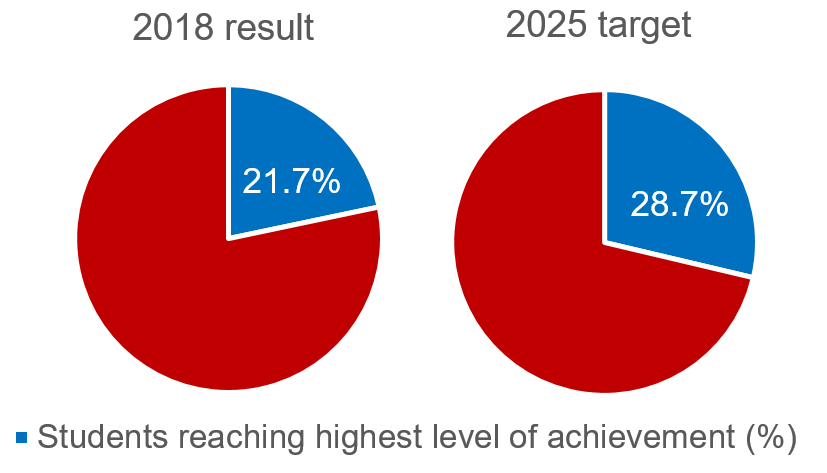 2018 result
2025 target
21.7%
28.7%
Students reaching highest level of achievement (%)